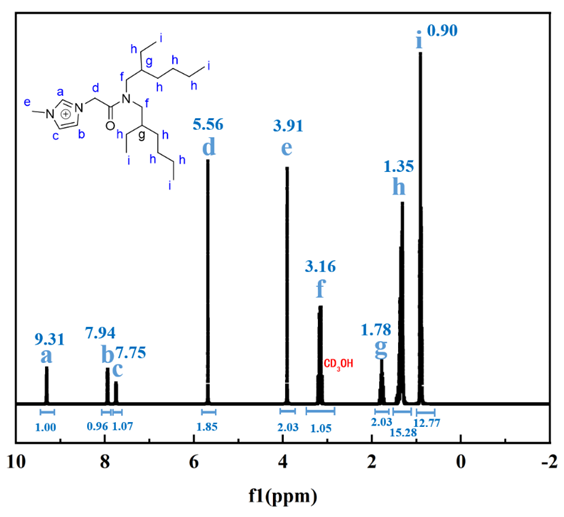 i
h
g
h
i
a
d
f
h
h
e
N
N
N
f
c
b
O
h
g
h
i
h
h
i
i 0.90
5.56
d
3.91
e
1.35
h
3.16
f
9.31
a
7.94
b
7.75
c
CD3OH
1.78
g
1.00
0.96
1.07
1.85
2.03
1.05
2.03
15.28
12.77
10
8
6
4
2
0
-2
f1(ppm)